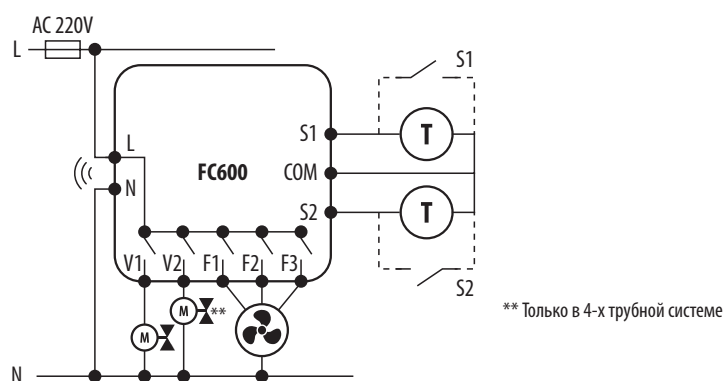 AC 220V
L
S1
L
S1
T
FC600
COM
N
S2
T
V1 V2 F1 F2 F3
S2
M **
** Только в 4-х трубной системе
M
N